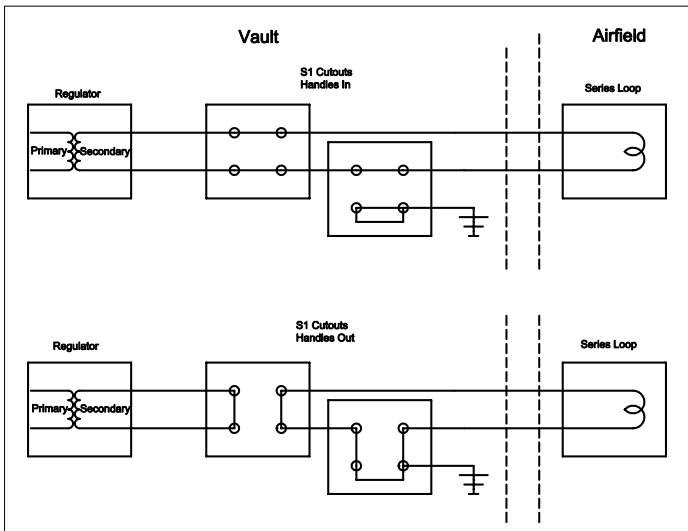 Vault
Airfield
S1 Cutouts
Handles In
Regulator
Series Loop
Primary
Secondary
S1 Cutouts
Handles Out
Regulator
Series Loop
Primary
Secondary